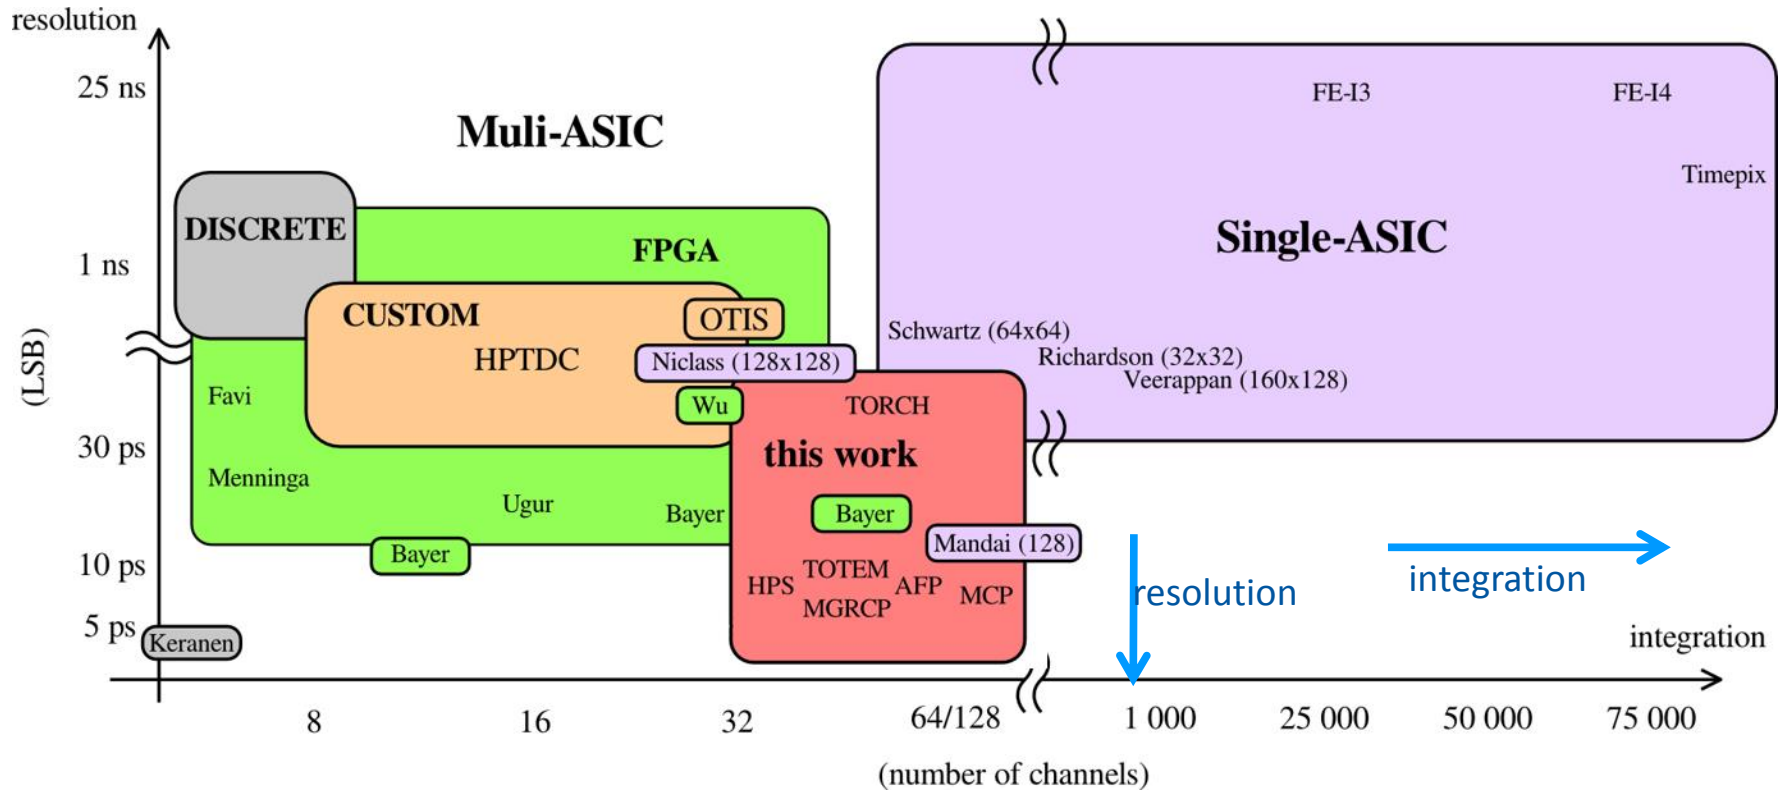 resolution
25 ns
FE-I3
FE-I4
Muli-ASIC
Timepix
DISCRETE
FPGA
Single-ASIC
1 ns
CUSTOM
OTIS
Schwartz (64x64)
HPTDC
Niclass (128x128)
Richardson (32x32)
Veerappan (160x128)
(LSB)
Favi
Wu
TORCH
30 ps
this work
Menninga
Ugur
Bayer
Bayer
Mandai (128)
Bayer
10 ps
TOTEM
HPS
AFP
MCP
MGRCP
resolution
integration
5 ps
Keranen
integration
8
16
32
64/128
1 000
25 000
50 000
75 000
(number of channels)